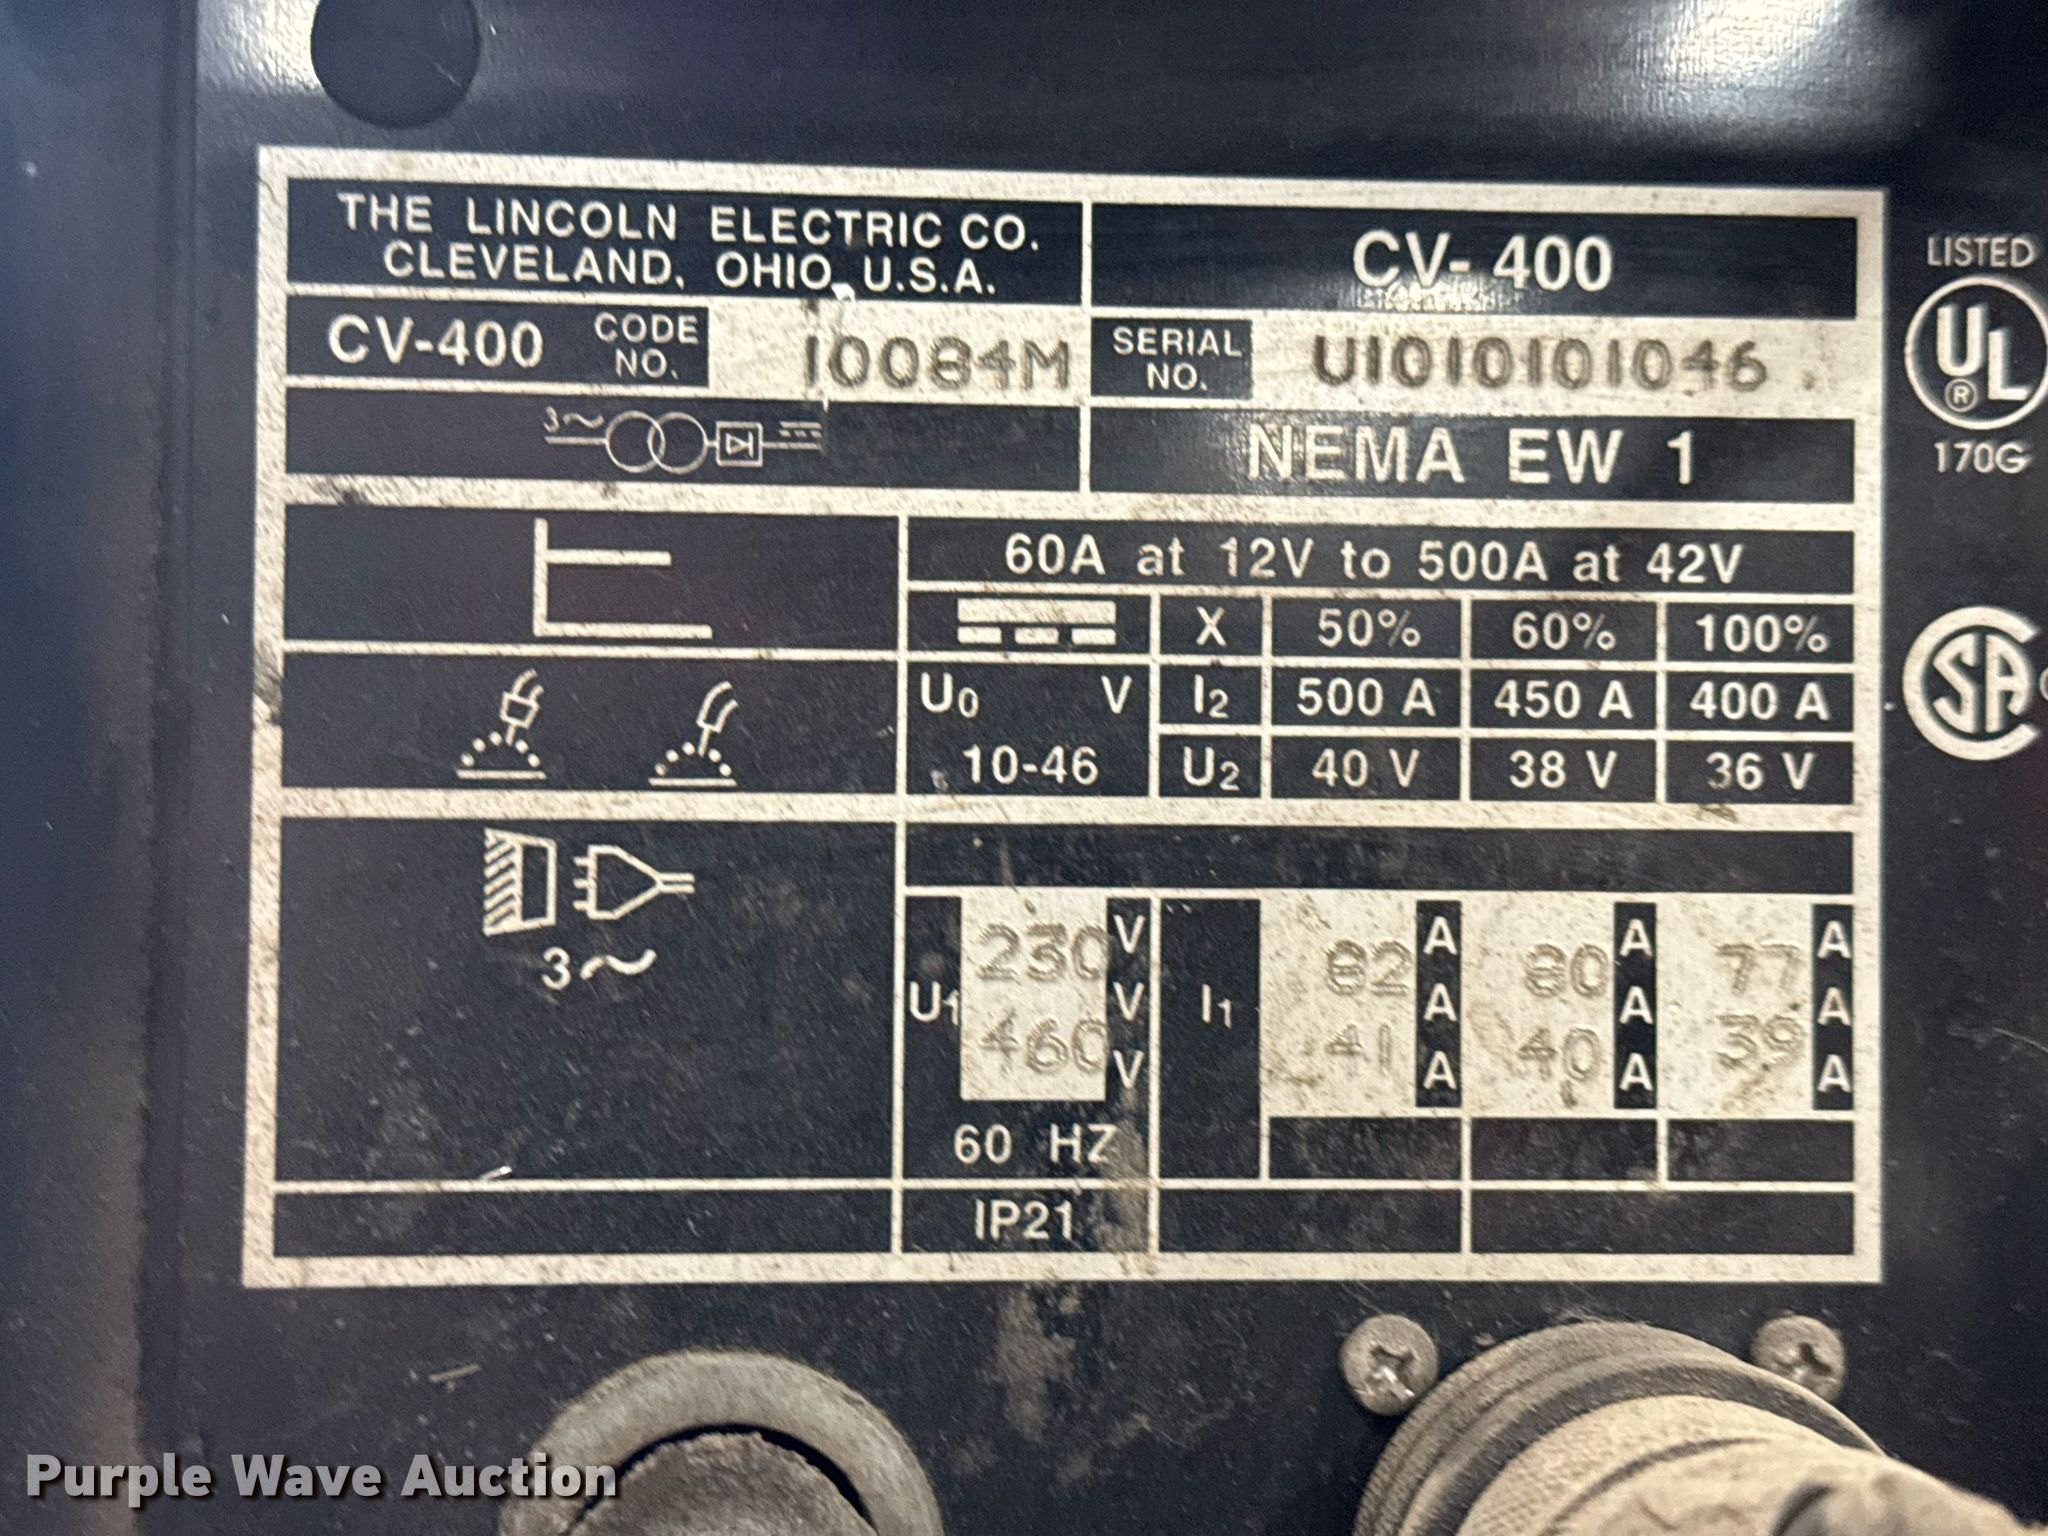 THE LINCOLN ELECTRIC CO.
CLEVELAND, OHIO, U.S.A.
CV- 400
CV-400 CODE NO. 10084M
SERIAL NO. U1010101046
3~
NEMA EW 1
60A at 12V to 500A at 42V
X 50% 60% 100%
U0 V I2 500 A 450 A 400 A
10-46 U2 40 V 38 V 36 V
3~
U1 230 V I1 82 A 80 A 77 A
V A A A
460 V 41 A 40 A 39 A
60 HZ
IP21
LISTED
UL
®
170G
SA
Purple Wave Auction